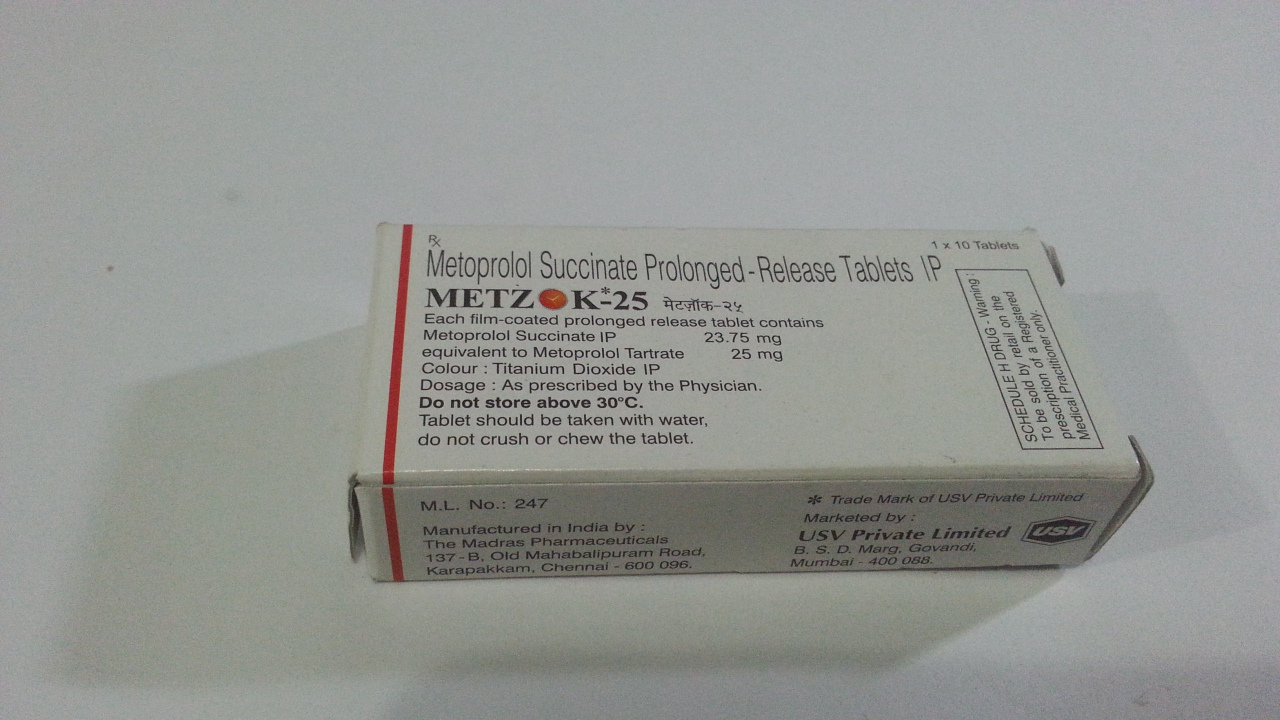 Rx
1 x 10 Tablets
Metoprolol Succinate Prolonged-Release Tablets IP
METZOK*-25 मेटज़ॉक-२५
Each film-coated prolonged release tablet contains
Metoprolol Succinate IP 23.75 mg
equivalent to Metoprolol Tartrate 25 mg
Colour : Titanium Dioxide IP
Dosage : As prescribed by the Physician.
Do not store above 30°C.
Tablet should be taken with water,
do not crush or chew the tablet.
SCHEDULE H DRUG - Warning :
To be sold by retail on the
prescription of a Registered
Medical Practitioner only.
M.L. No.: 247
Manufactured in India by :
The Madras Pharmaceuticals
137-B, Old Mahabalipuram Road,
Karapakkam, Chennai - 600 096.
* Trade Mark of USV Private Limited
Marketed by :
USV Private Limited
USV
B. S. D. Marg, Govandi,
Mumbai - 400 088.